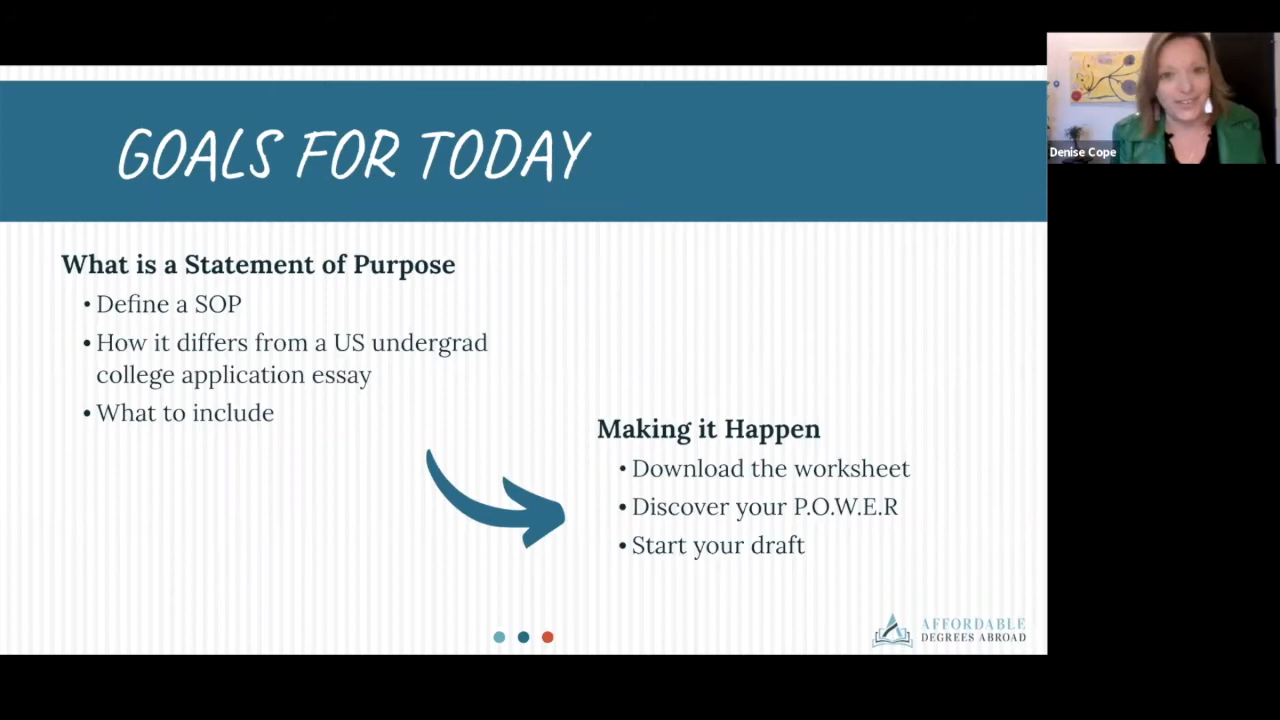 GOALS FOR TODAY
What is a Statement of Purpose
• Define a SOP
• How it differs from a US undergrad
college application essay
• What to include
Making it Happen
• Download the worksheet
• Discover your P.O.W.E.R
• Start your draft
AFFORDABLE
DEGREES ABROAD
Denise Cope